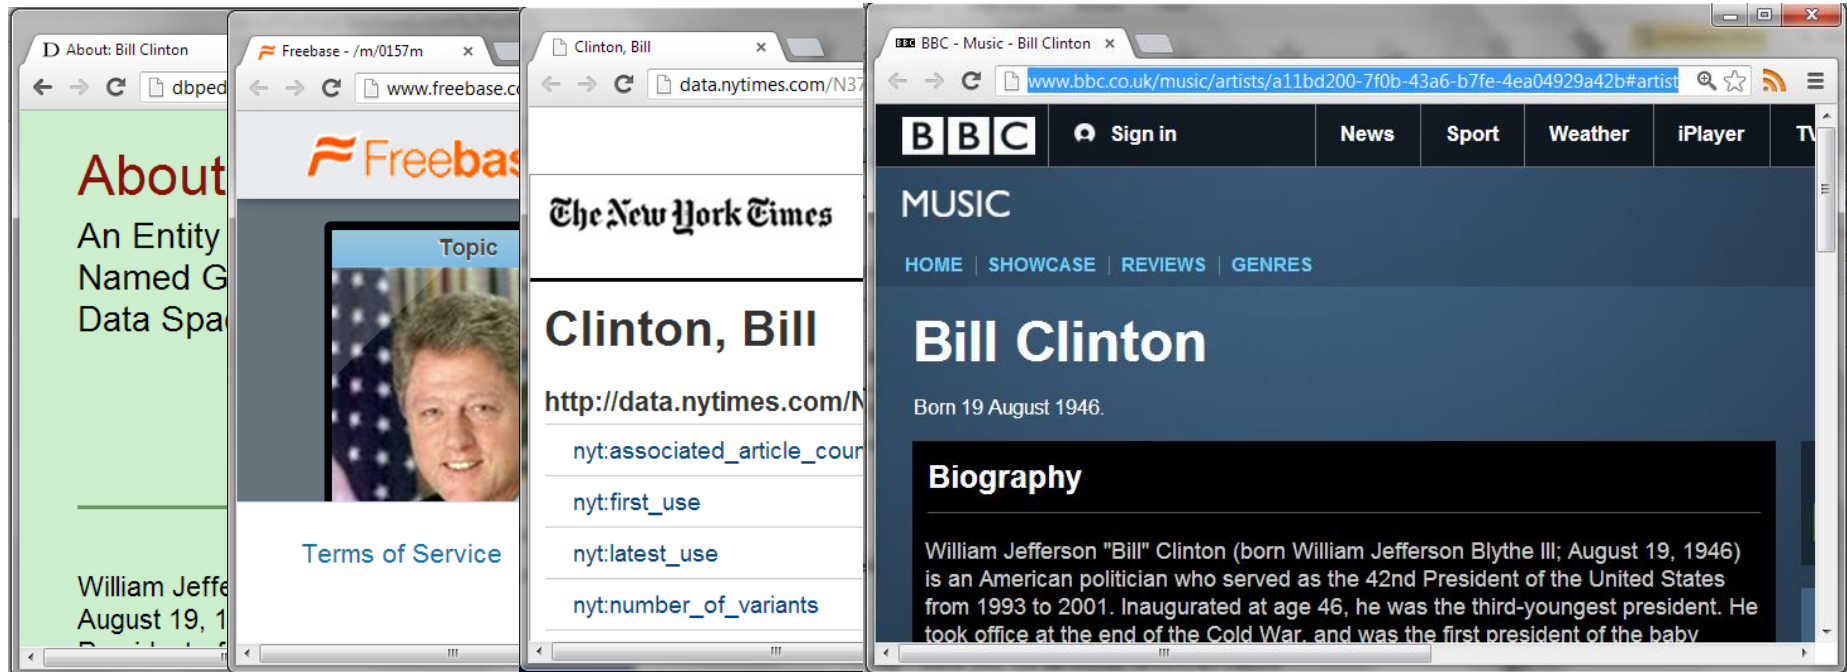 About: Bill Clinton
dbped
About
An Entity
Named G
Data Spa
William Jeffe
August 19, 1
Freebase - /m/0157m
www.freebase.co
Freebas
Topic
Terms of Service
Clinton, Bill
data.nytimes.com/N37
The New York Times
Clinton, Bill
http://data.nytimes.com/N
nyt:associated_article_coun
nyt:first_use
nyt:latest_use
nyt:number_of_variants
BBC - Music - Bill Clinton
www.bbc.co.uk/music/artists/a11bd200-7f0b-43a6-b7fe-4ea04929a42b#artist
BBC Sign in News Sport Weather iPlayer TV
MUSIC
HOME | SHOWCASE | REVIEWS | GENRES
Bill Clinton
Born 19 August 1946.
Biography
William Jefferson "Bill" Clinton (born William Jefferson Blythe III; August 19, 1946)
is an American politician who served as the 42nd President of the United States
from 1993 to 2001. Inaugurated at age 46, he was the third-youngest president. He
took office at the end of the Cold War, and was the first president of the baby